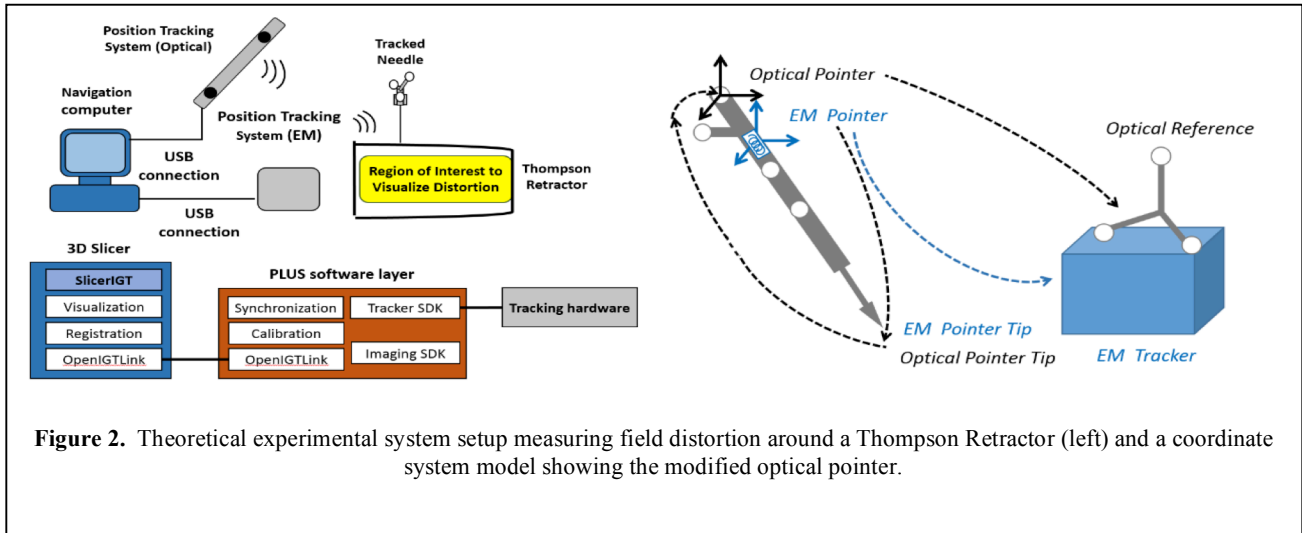 Position Tracking
System (Optical)
Tracked
Needle
Navigation
computer
Position Tracking
System (EM)
USB
connection
USB
connection
Region of Interest to
Visualize Distortion
Thompson
Retractor
3D Slicer
SlicerIGT
Visualization
Registration
OpenIGTLink
PLUS software layer
Synchronization
Tracker SDK
Calibration
OpenIGTLink
Imaging SDK
Tracking hardware
Optical Pointer
EM Pointer
Optical Reference
EM Pointer Tip
Optical Pointer Tip
EM Tracker
Figure 2. Theoretical experimental system setup measuring field distortion around a Thompson Retractor (left) and a coordinate
system model showing the modified optical pointer.